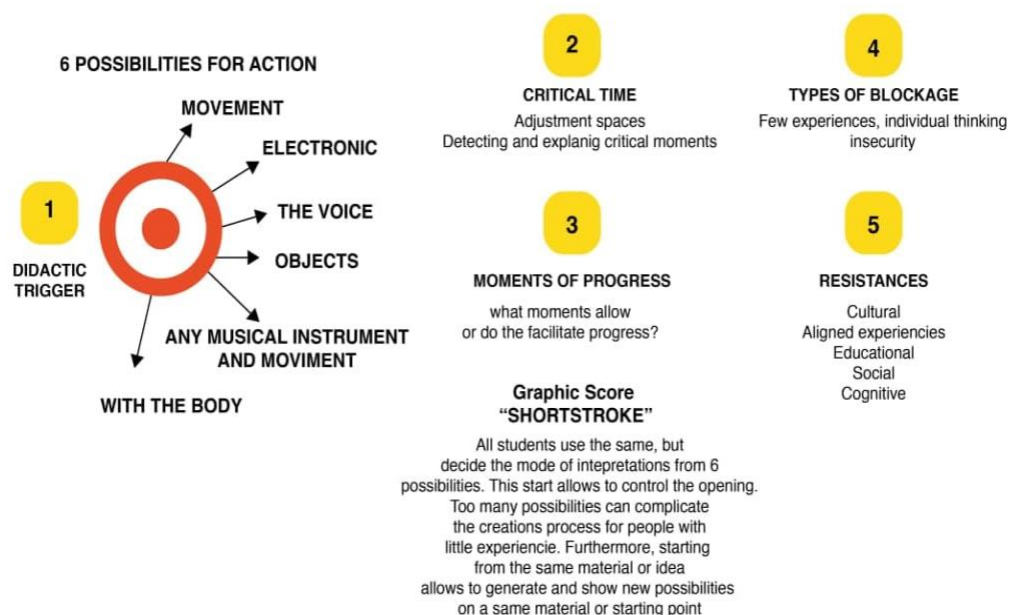 6 POSSIBILITIES FOR ACTION
MOVEMENT
ELECTRONIC
THE VOICE
OBJECTS
ANY MUSICAL INSTRUMENT
AND MOVIMENT
WITH THE BODY
1
DIDACTIC
TRIGGER
2
CRITICAL TIME
Adjustment spaces
Detecting and explanig critical moments
3
MOMENTS OF PROGRESS
what moments allow
or do the facilitate progress?
4
TYPES OF BLOCKAGE
Few experiences, individual thinking
insecurity
5
RESISTANCES
Cultural
Aligned experiencies
Educational
Social
Cognitive
Graphic Score
“SHORTSTROKE”
All students use the same, but
decide the mode of intepretations from 6
possibilities. This start allows to control the opening.
Too many possibilities can complicate
the creations process for people with
little experiencie. Furthermore, starting
from the same material or idea
allows to generate and show new possibilities
on a same material or starting point